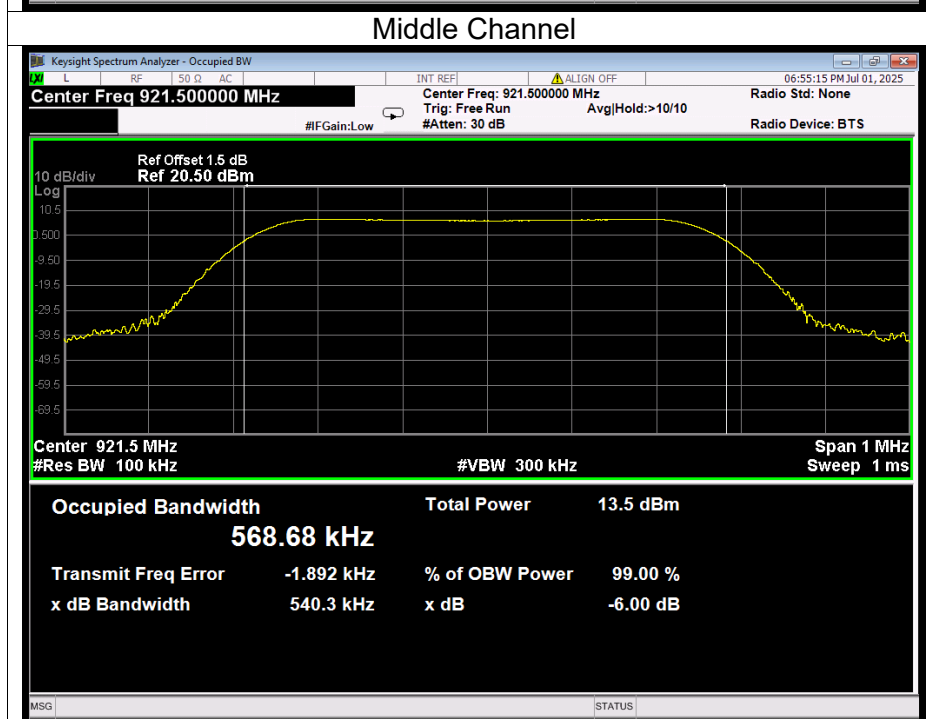 Middle Channel
Keysight Spectrum Analyzer - Occupied BW
LXI L RF 50 Ω AC INT REF ALIGN OFF 06:55:15 PM Jul 01, 2025
Center Freq 921.500000 MHz Center Freq: 921.500000 MHz Radio Std: None
Trig: Free Run Avg|Hold:>10/10
#IFGain:Low #Atten: 30 dB Radio Device: BTS
Ref Offset 1.5 dB
10 dB/div Ref 20.50 dBm
Log
10.5
0.500
-9.50
-19.5
-29.5
-39.5
-49.5
-59.5
-69.5
Center 921.5 MHz Span 1 MHz
#Res BW 100 kHz #VBW 300 kHz Sweep 1 ms
Occupied Bandwidth Total Power 13.5 dBm
568.68 kHz
Transmit Freq Error -1.892 kHz % of OBW Power 99.00 %
x dB Bandwidth 540.3 kHz x dB -6.00 dB
MSG STATUS